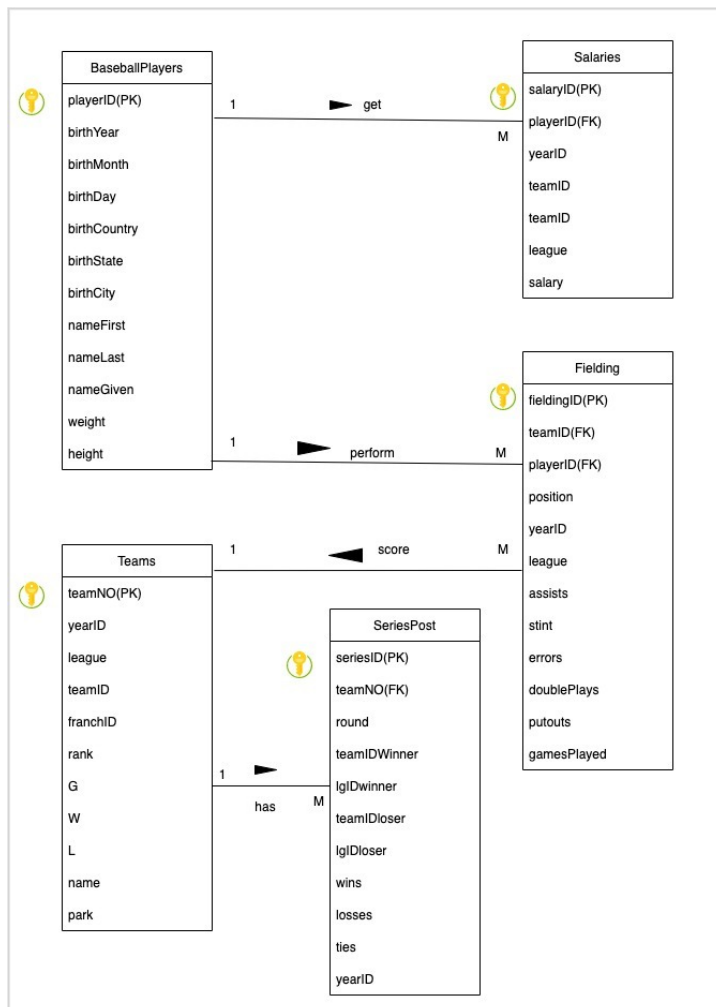 BaseballPlayers
playerID(PK)
birthYear
birthMonth
birthDay
birthCountry
birthState
birthCity
nameFirst
nameLast
nameGiven
weight
height
1
get
M
Salaries
salaryID(PK)
playerID(FK)
yearID
teamID
teamID
league
salary
1
perform
M
Fielding
fieldingID(PK)
teamID(FK)
playerID(FK)
position
yearID
league
assists
stint
errors
doublePlays
putouts
gamesPlayed
1
score
M
Teams
teamNO(PK)
yearID
league
teamID
franchID
rank
G
W
L
name
park
1
has
M
SeriesPost
seriesID(PK)
teamNO(FK)
round
teamIDWinner
lgIDwinner
teamIDloser
lgIDloser
wins
losses
ties
yearID